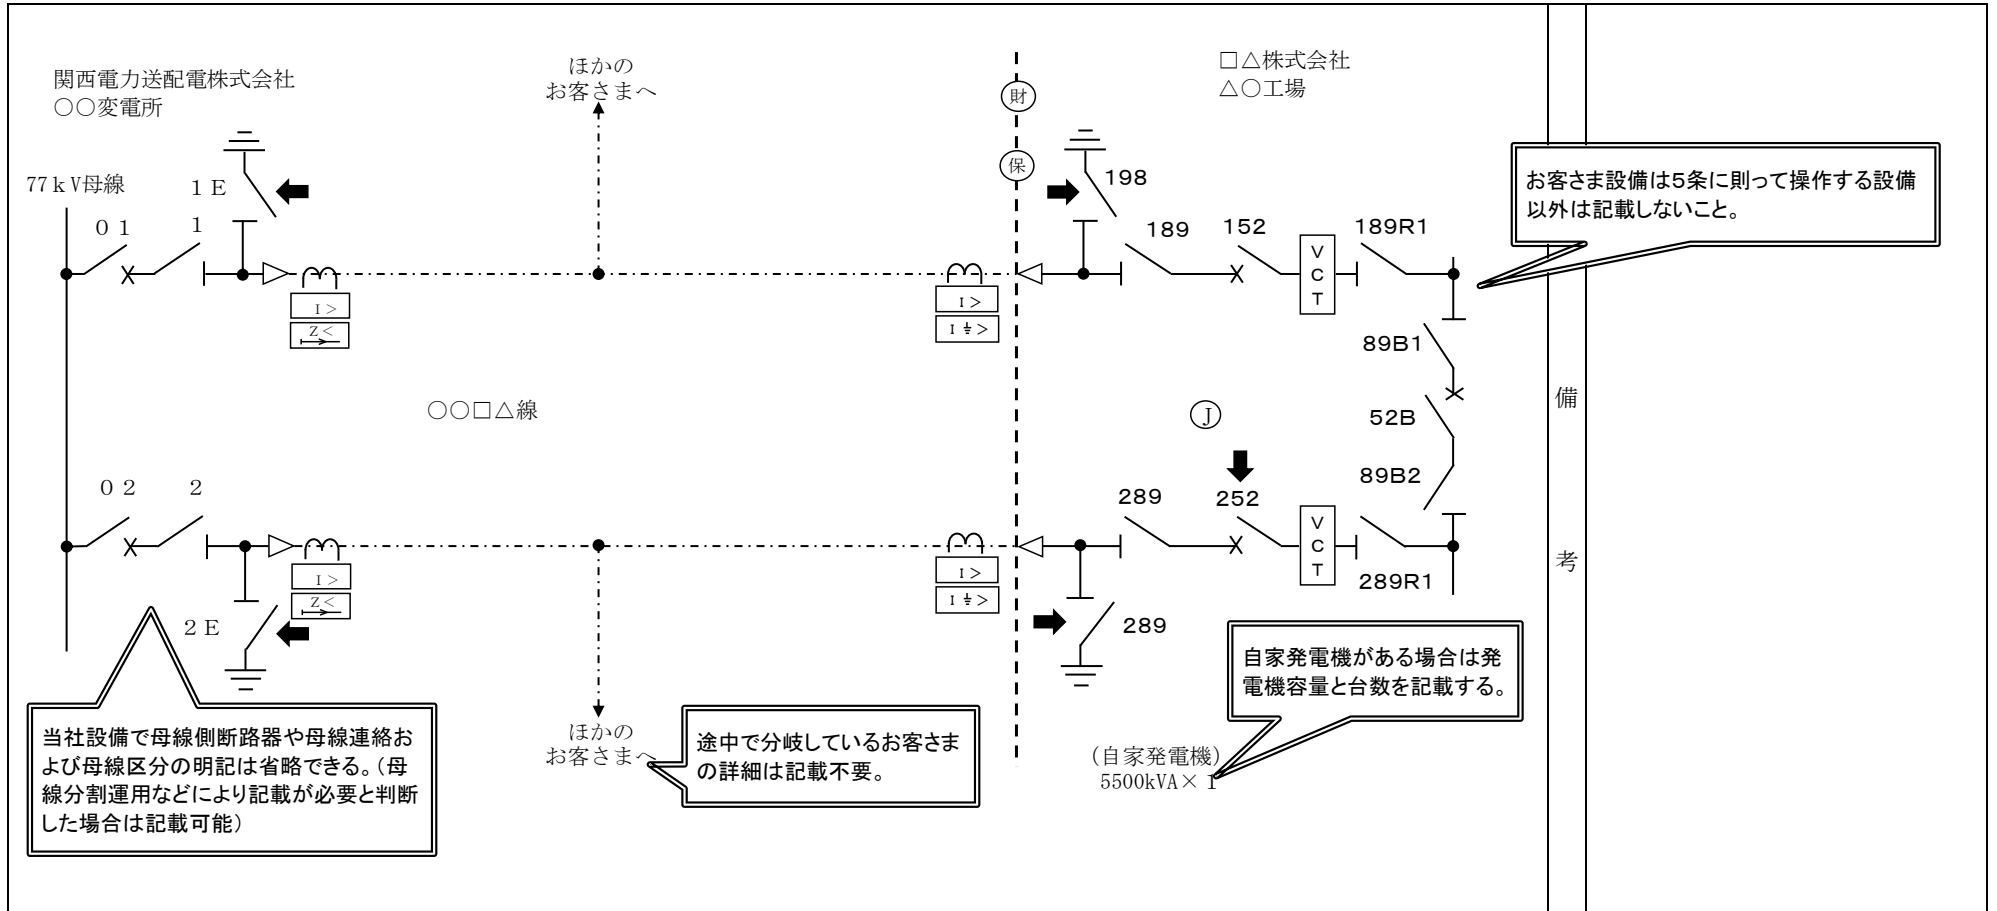 関西電力送配電株式会社
○○変電所
ほかの
お客さまへ
財
保
□△株式会社
△○工場
お客さま設備は5条に則って操作する設備
以外は記載しないこと。
77ｋV母線
０１
１
１Ｅ
198
189
152
189R1
V
C
T
I＞
Z＜
I＞
I⏚＞
89B1
○○□△線
J
52B
89B2
備
考
０２
２
289
252
V
C
T
I＞
Z＜
I＞
I⏚＞
289R1
２Ｅ
289
自家発電機がある場合は発
電機容量と台数を記載する。
当社設備で母線側断路器や母線連絡お
よび母線区分の明記は省略できる。（母
線分割運用などにより記載が必要と判断
した場合は記載可能）
ほかの
お客さまへ
途中で分岐しているお客さま
の詳細は記載不要。
(自家発電機)
5500kVA×1